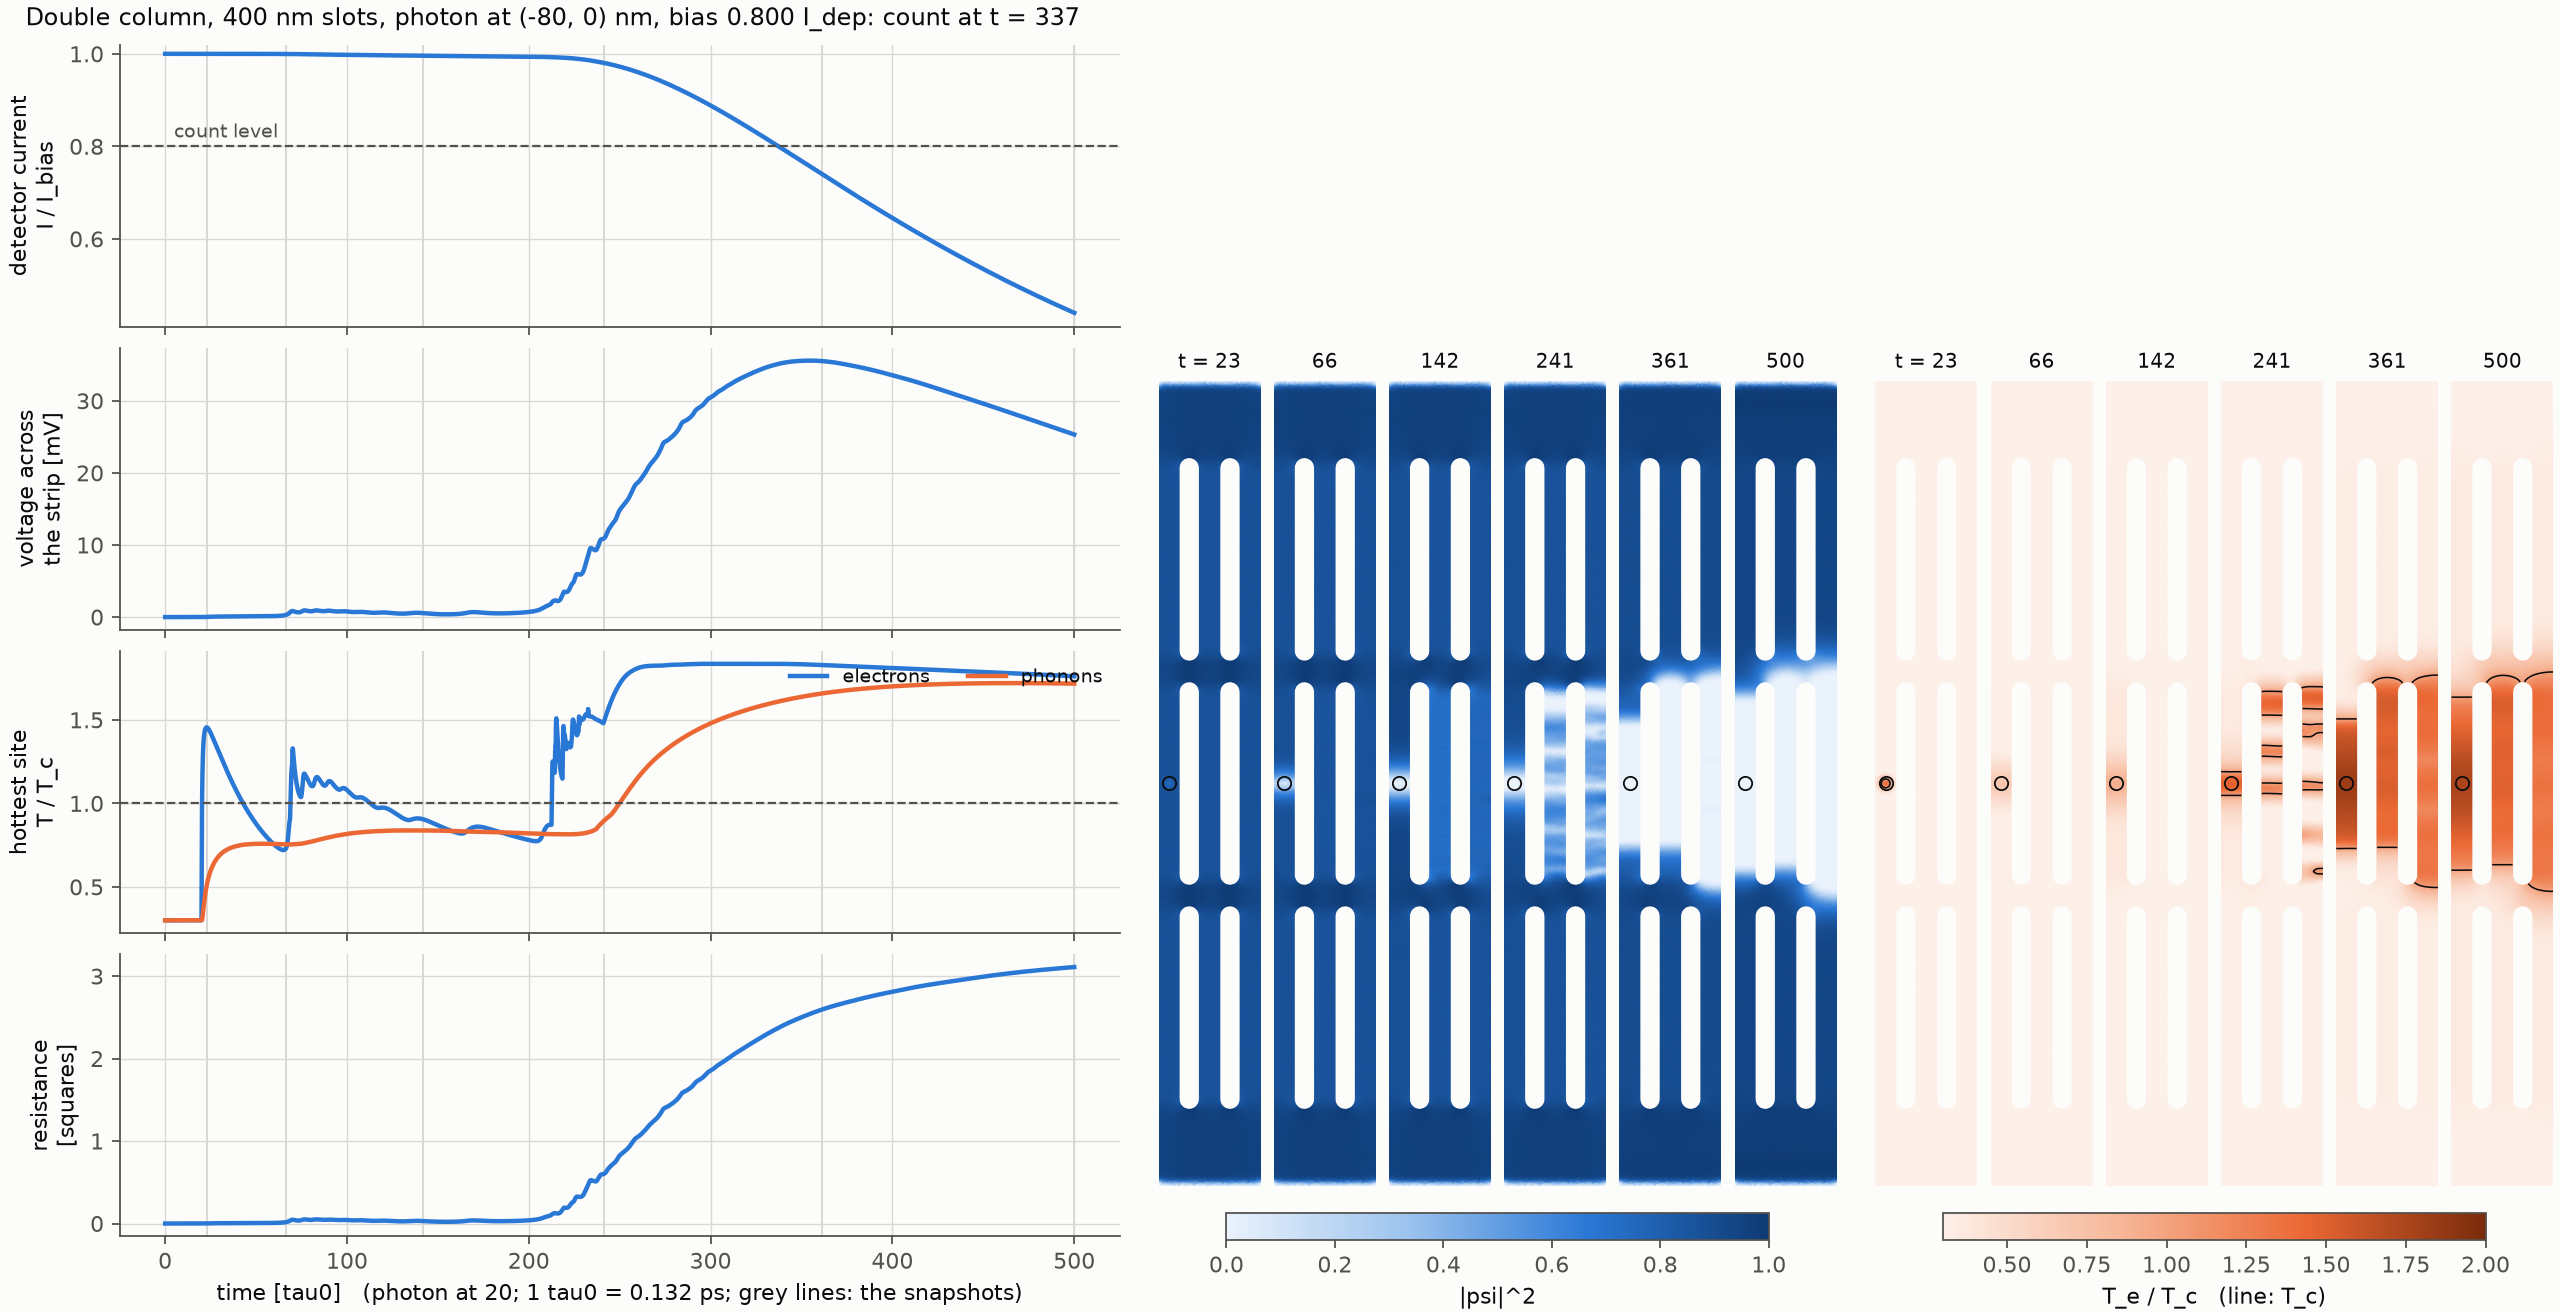 Double column, 400 nm slots, photon at (-80, 0) nm, bias 0.800 I_dep: count at t = 337
detector current
I / I_bias
1.0
0.8
0.6
count level
voltage across
the strip [mV]
30
20
10
0
hottest site
T / T_c
1.5
1.0
0.5
electrons
phonons
resistance
[squares]
3
2
1
0
0 100 200 300 400 500
time [tau0]   (photon at 20; 1 tau0 = 0.132 ps; grey lines: the snapshots)
t = 23 66 142 241 361 500
0.0 0.2 0.4 0.6 0.8 1.0
|psi|^2
t = 23 66 142 241 361 500
0.50 0.75 1.00 1.25 1.50 1.75 2.00
T_e / T_c   (line: T_c)